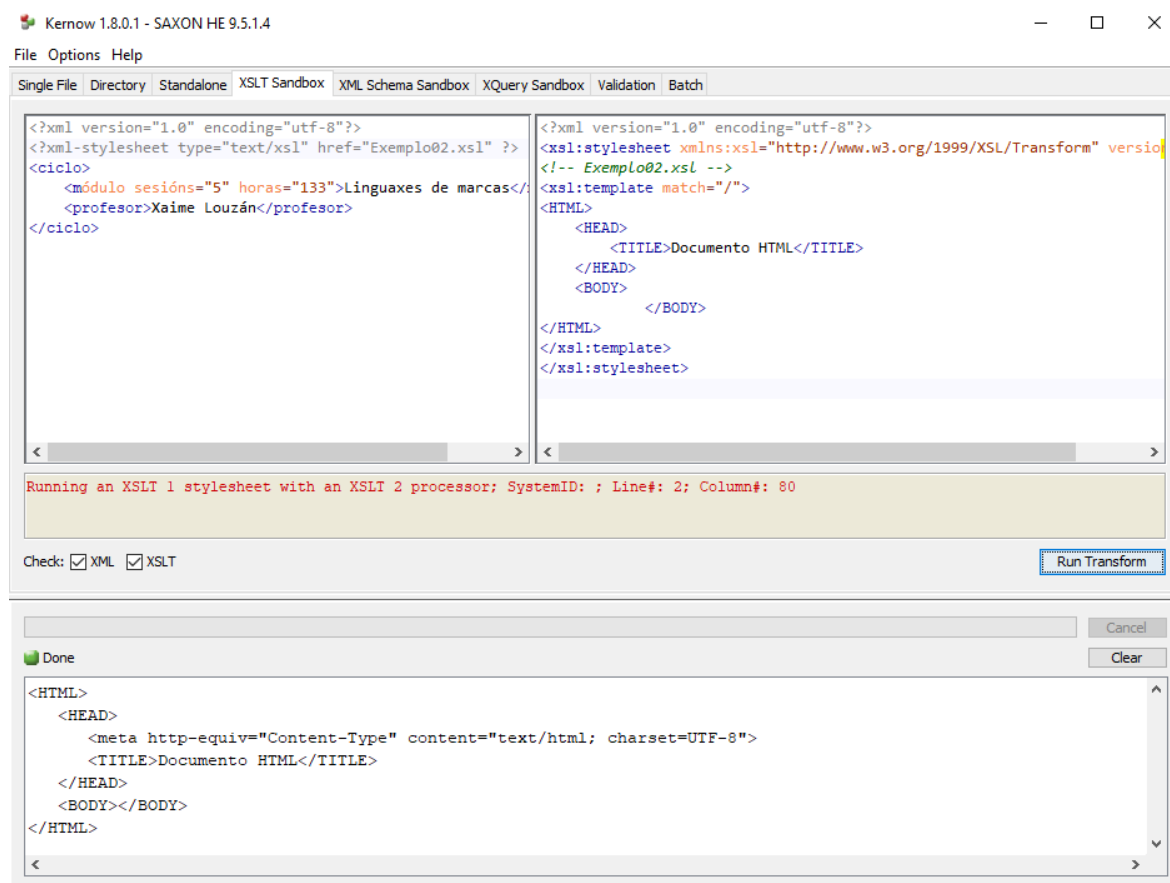 Kernow 1.8.0.1 - SAXON HE 9.5.1.4
File Options Help
Single File Directory Standalone XSLT Sandbox XML Schema Sandbox XQuery Sandbox Validation Batch
<?xml version="1.0" encoding="utf-8"?>
<?xml-stylesheet type="text/xsl" href="Exemplo02.xsl" ?>
<ciclo>
<módulo sesións="5" horas="133">Linguaxes de marcas</
<profesor>Xaime Louzán</profesor>
</ciclo>
<?xml version="1.0" encoding="utf-8"?>
<xsl:stylesheet xmlns:xsl="http://www.w3.org/1999/XSL/Transform" version
<!-- Exemplo02.xsl -->
<xsl:template match="/">
<HTML>
<HEAD>
<TITLE>Documento HTML</TITLE>
</HEAD>
<BODY>
</BODY>
</HTML>
</xsl:template>
</xsl:stylesheet>
Running an XSLT 1 stylesheet with an XSLT 2 processor; SystemID: ; Line#: 2; Column#: 80
Check: XML XSLT
Run Transform
Cancel
Done
Clear
<HTML>
<HEAD>
<meta http-equiv="Content-Type" content="text/html; charset=UTF-8">
<TITLE>Documento HTML</TITLE>
</HEAD>
<BODY></BODY>
</HTML>